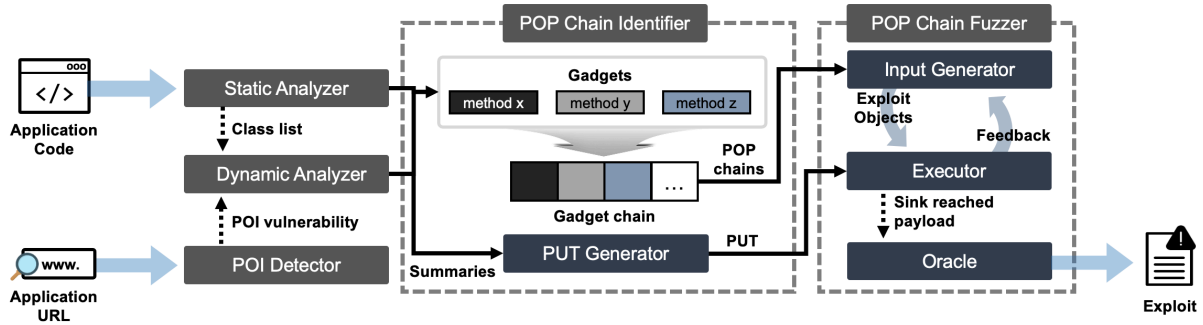 POP Chain Identifier
POP Chain Fuzzer
ooo
</>
Application
Code
Static Analyzer
Class list
Dynamic Analyzer
POI vulnerability
POI Detector
www.
Application
URL
Gadgets
method x
method y
method z
...
Gadget chain
POP
chains
Summaries
PUT Generator
PUT
Input Generator
Exploit
Objects
Feedback
Executor
Sink reached
payload
Oracle
!
Exploit